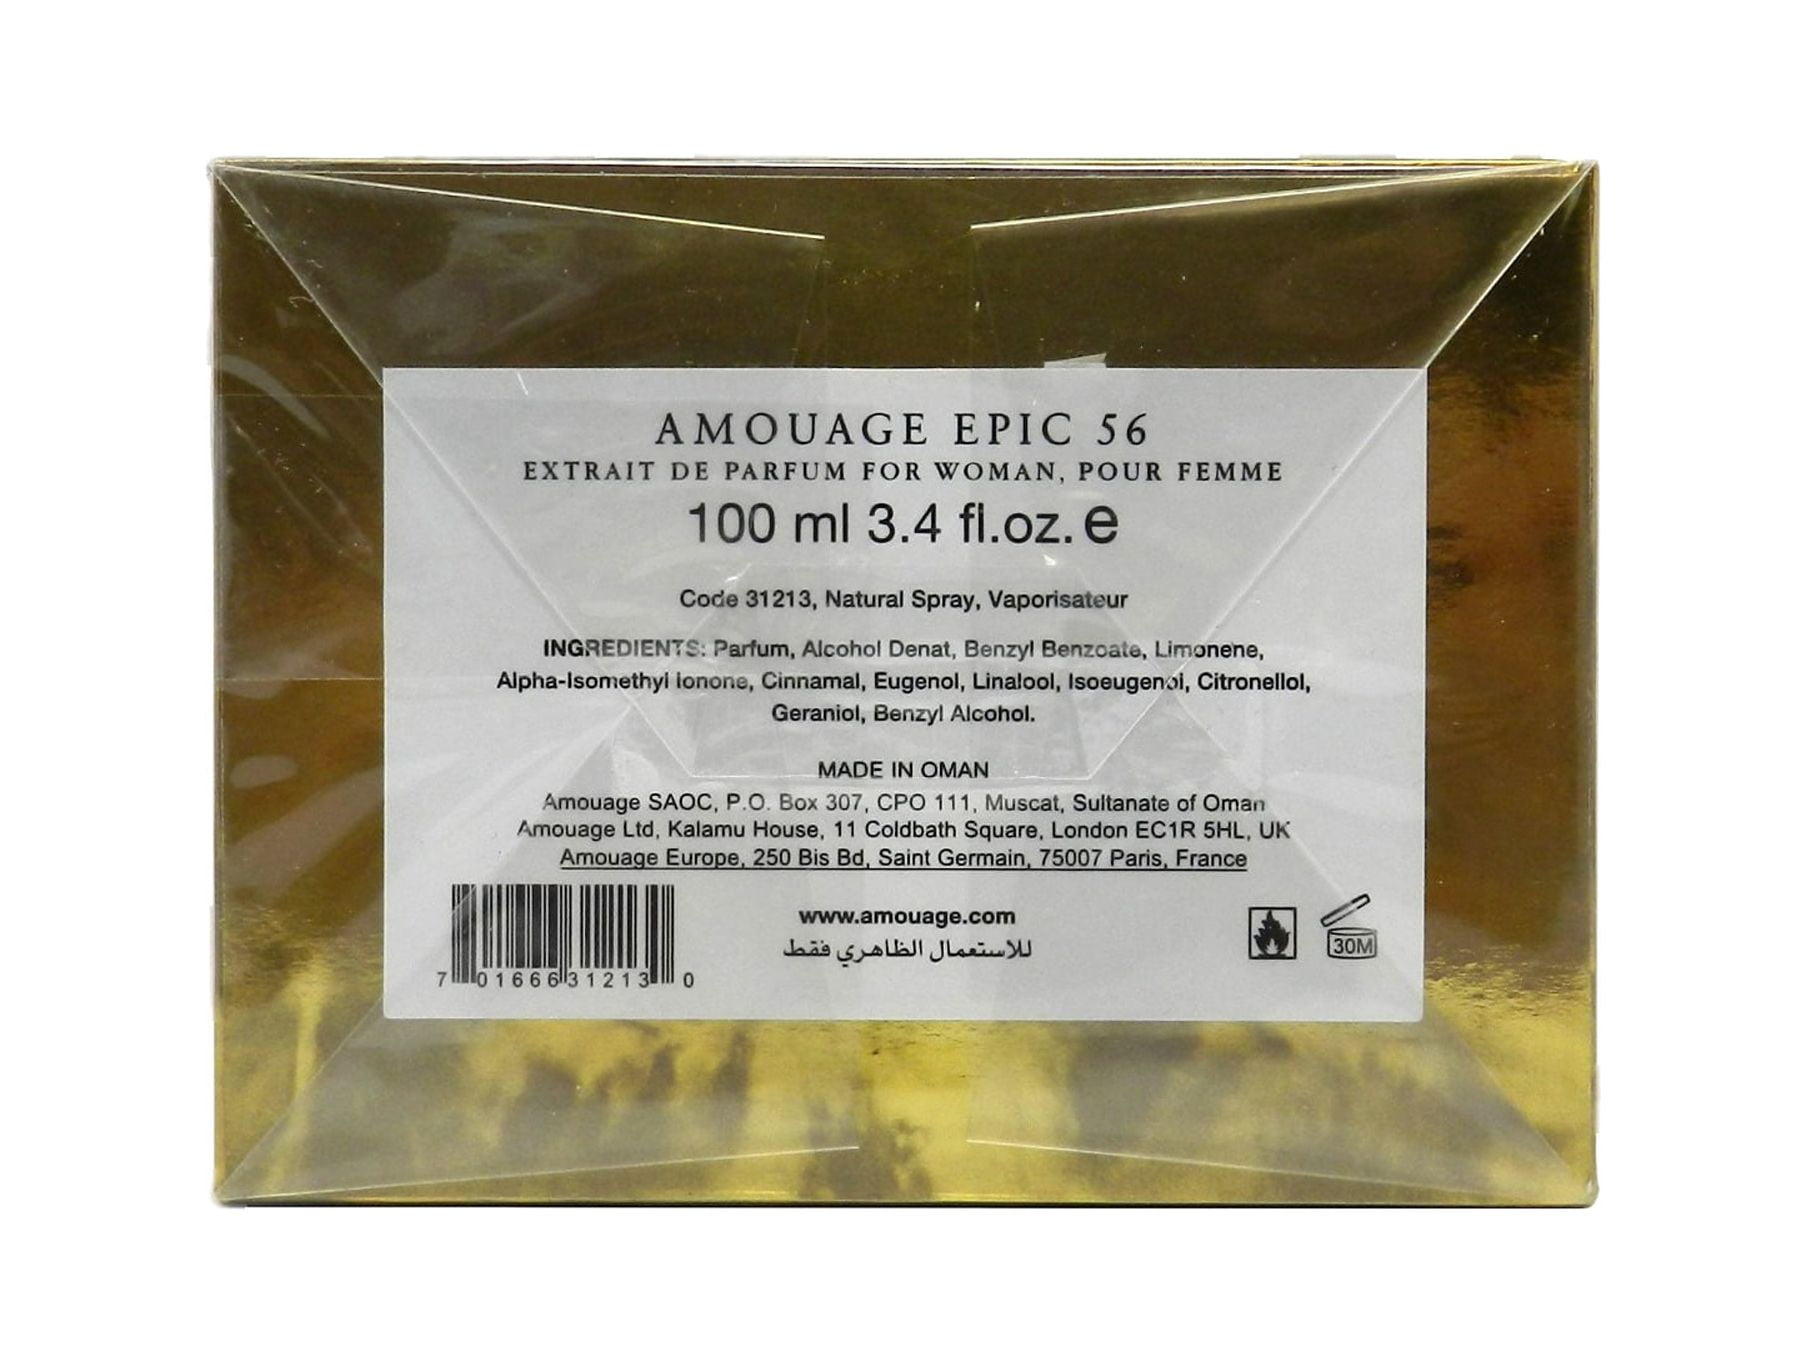 AMOUAGE EPIC 56
EXTRAIT DE PARFUM FOR WOMAN, POUR FEMME
100 ml 3.4 fl.oz. e
Code 31213, Natural Spray, Vaporisateur
INGREDIENTS: Parfum, Alcohol Denat, Benzyl Benzoate, Limonene,
Alpha-Isomethyl Ionone, Cinnamal, Eugenol, Linalool, Isoeugenol, Citronellol,
Geraniol, Benzyl Alcohol.
MADE IN OMAN
Amouage SAOC, P.O. Box 307, CPO 111, Muscat, Sultanate of Oman
Amouage Ltd, Kalamu House, 11 Coldbath Square, London EC1R 5HL, UK
Amouage Europe, 250 Bis Bd, Saint Germain, 75007 Paris, France
www.amouage.com
للاستعمال الظاهري فقط
30M
7 01666 31213 0